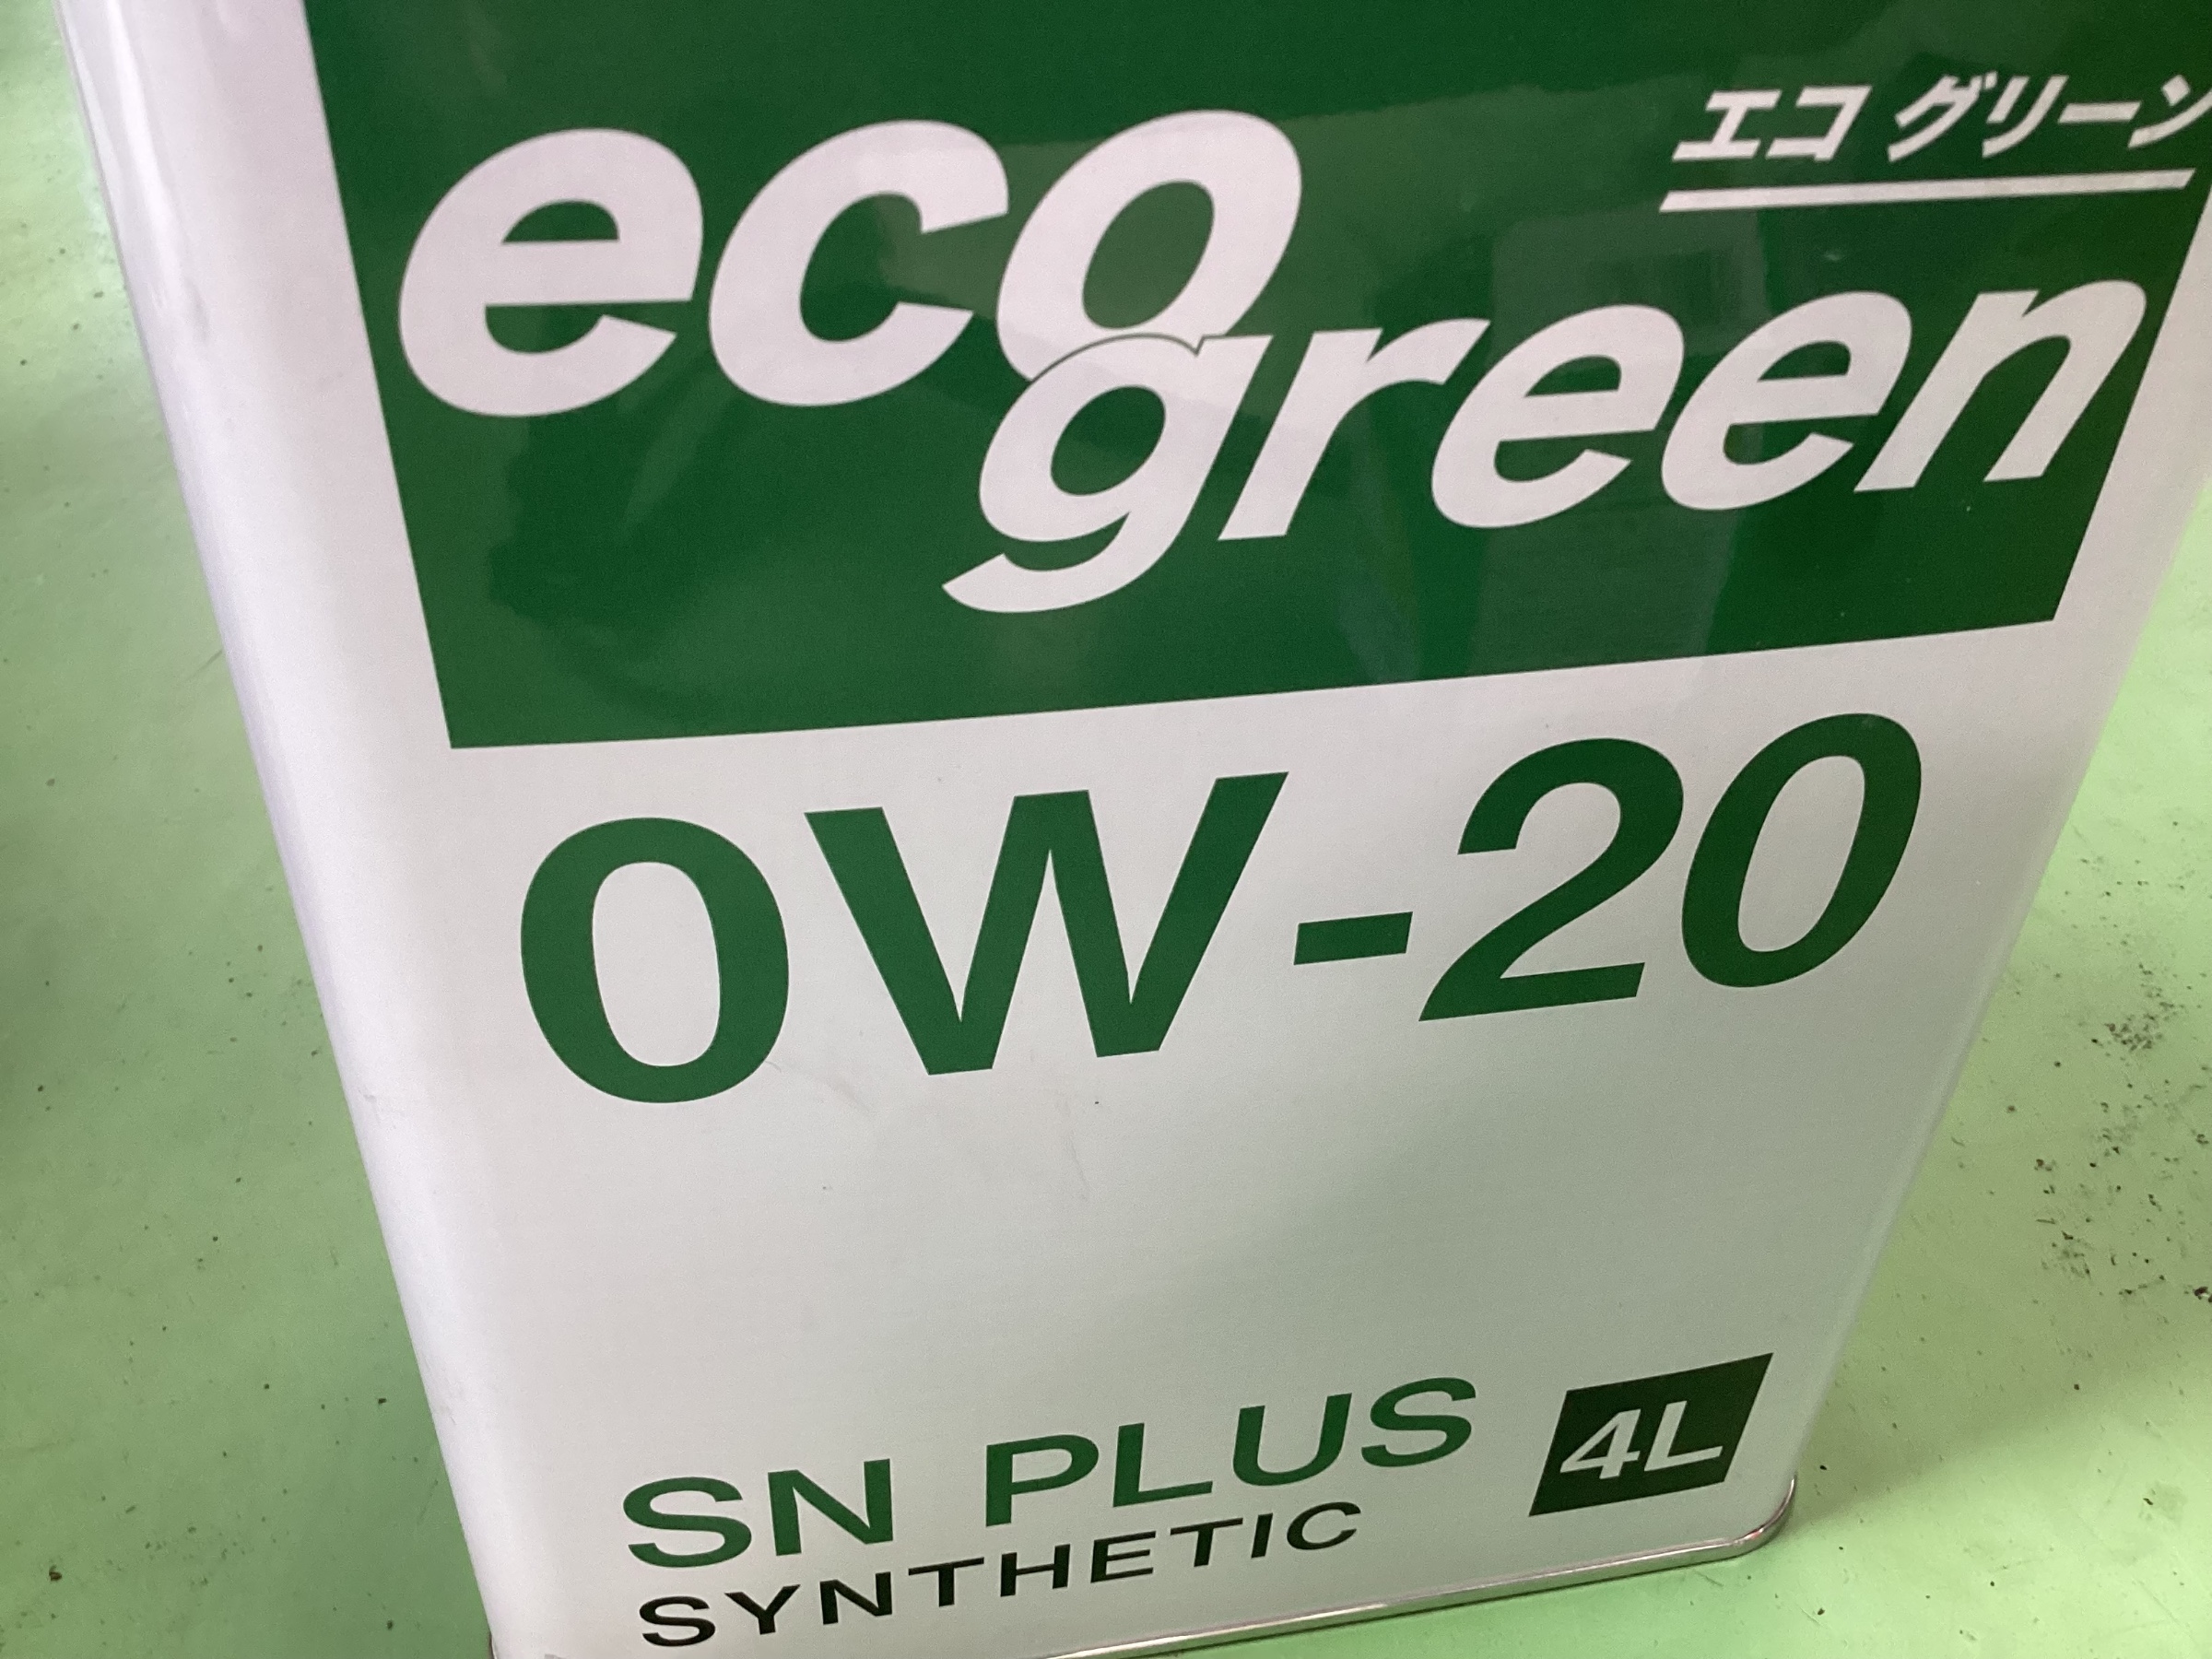 エコ グリーン
eco
green
0W-20
SN PLUS
4L
SYNTHETIC